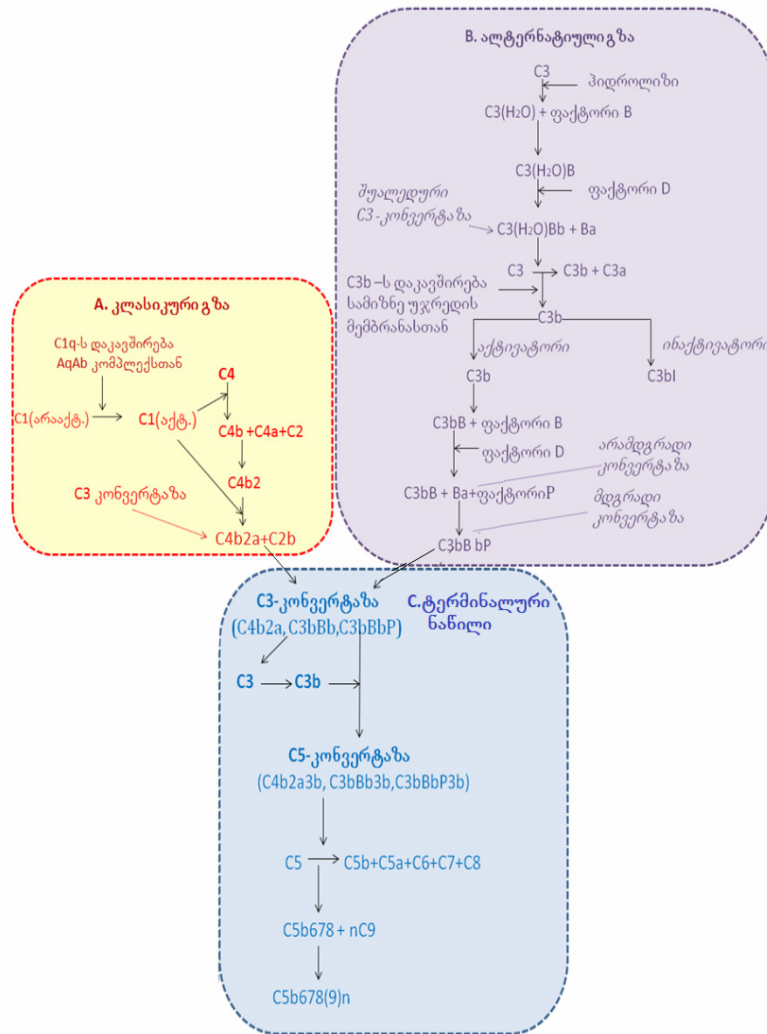 B. ალტერნატიული გზა
C3
ჰიდროლიზი
C3(H2O) + ფაქტორი B
C3(H2O)B
ფაქტორი D
შუალედური
C3-კონვერტაზა
C3(H2O)Bb + Ba
C3
C3b + C3a
C3b –ს დაკავშირება
სამიზნე უჯრედის
მემბრანასთან
C3b
აქტივატორი
ინაქტივატორი
C3b
C3bI
C3bB + ფაქტორი B
ფაქტორი D
არამდგრადი
კონვერტაზა
C3bB + Ba+ფაქტორიP
მდგრადი
კონვერტაზა
C3bB bP
A. კლასიკური გზა
C1q-ს დაკავშირება
AqAb კომპლექსთან
C4
C1(არააქტ.)
C1(აქტ.)
C4b +C4a+C2
C4b2
C3 კონვერტაზა
C4b2a+C2b
C3-კონვერტაზა
(C4b2a, C3bBb,C3bBbP)
C.ტერმინალური
ნაწილი
C3
C3b
C5-კონვერტაზა
(C4b2a3b, C3bBb3b,C3bBbP3b)
C5
C5b+C5a+C6+C7+C8
C5b678 + nC9
C5b678(9)n